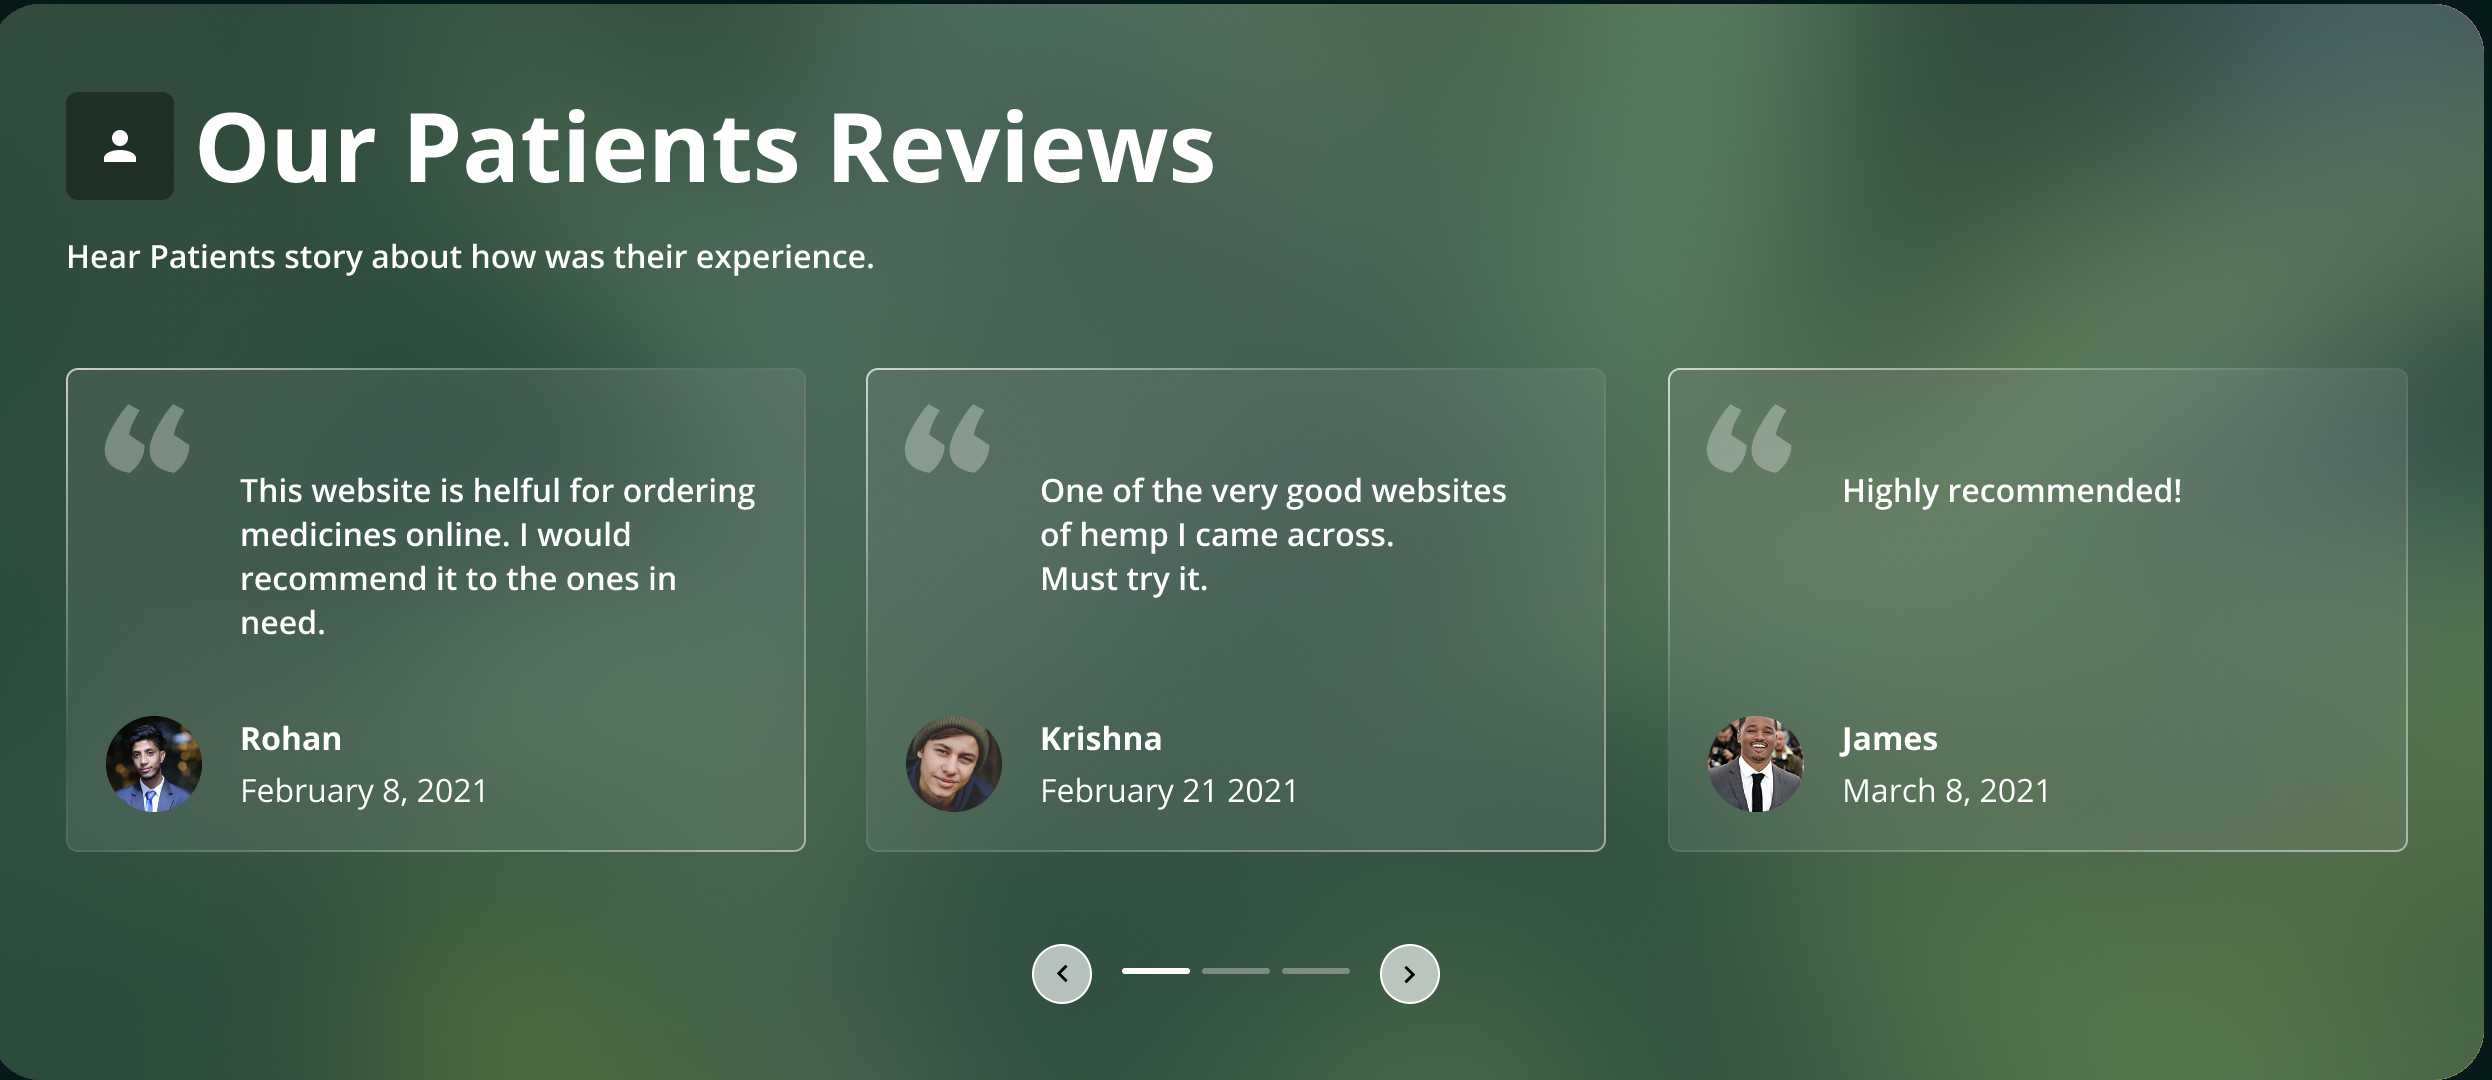 Our Patients Reviews
Hear Patients story about how was their experience.
This website is helful for ordering
medicines online. I would
recommend it to the ones in
need.
Rohan
February 8, 2021
One of the very good websites
of hemp I came across.
Must try it.
Krishna
February 21 2021
Highly recommended!
James
March 8, 2021